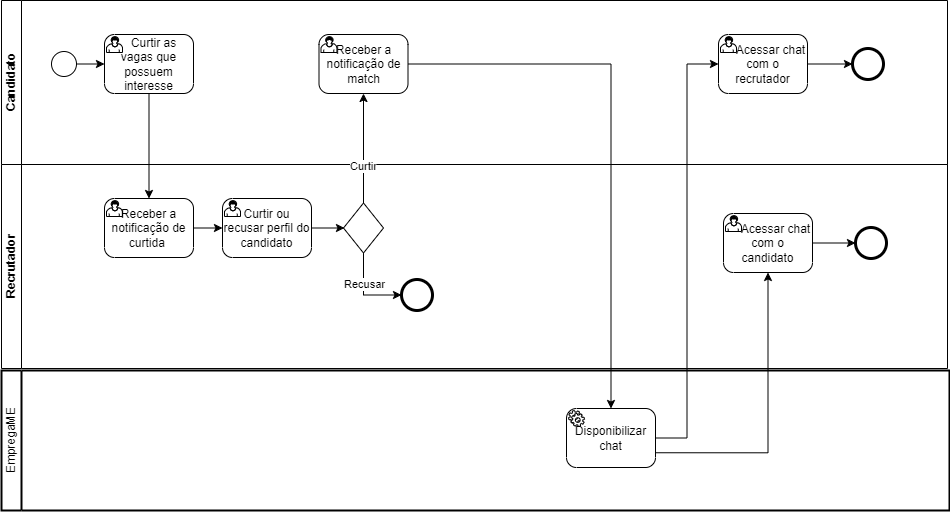 Candidato
Curtir as
vagas que
possuem
interesse
Receber a
notificação de
match
Acessar chat
com o
recrutador
Curtir
Recrutador
Receber a
notificação de
curtida
Curtir ou
recusar perfil do
candidato
Recusar
Acessar chat
com o
candidato
EmpregaME
Disponibilizar
chat